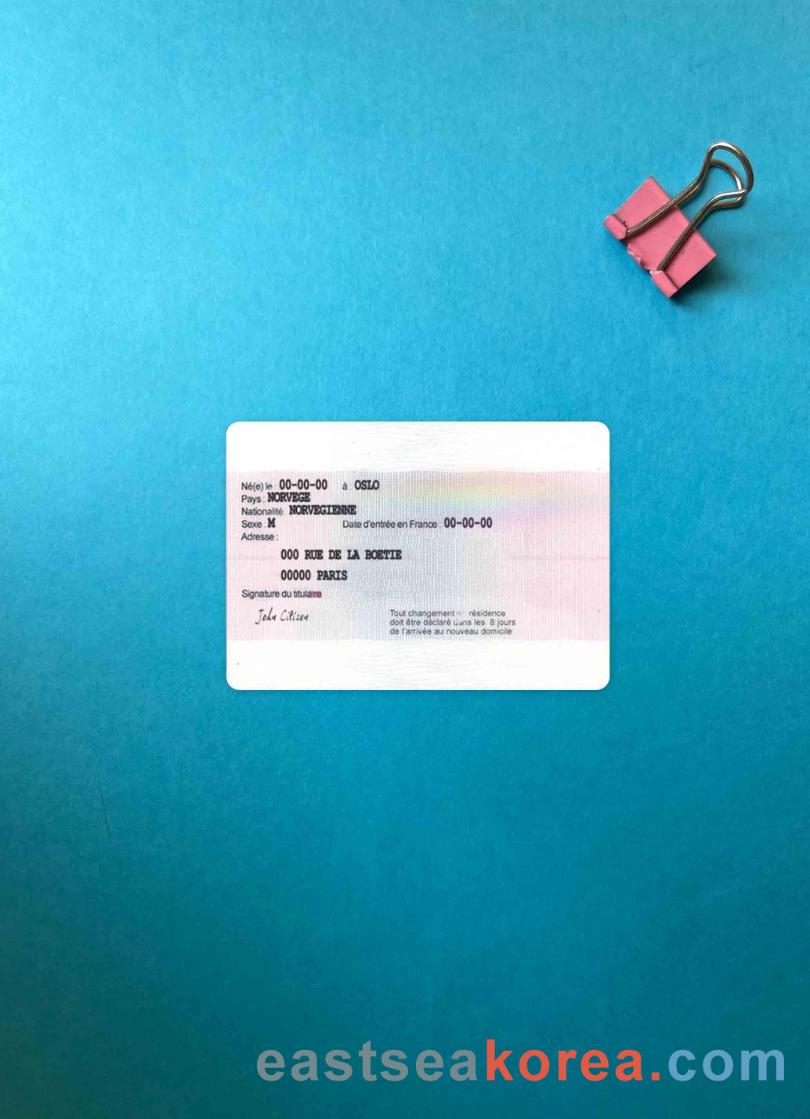 Né(e) le : 00-00-00 à : OSLO
Pays : NORVEGE
Nationalité NORVEGIENNE
Sexe : M Date d'entrée en France : 00-00-00
Adresse :
000 RUE DE LA BOETIE
00000 PARIS
Signature du titulaire
John Citizen
Tout changement résidence
doit être déclaré dans les 8 jours
de l'arrivée au nouveau domicile
eastseakorea.com